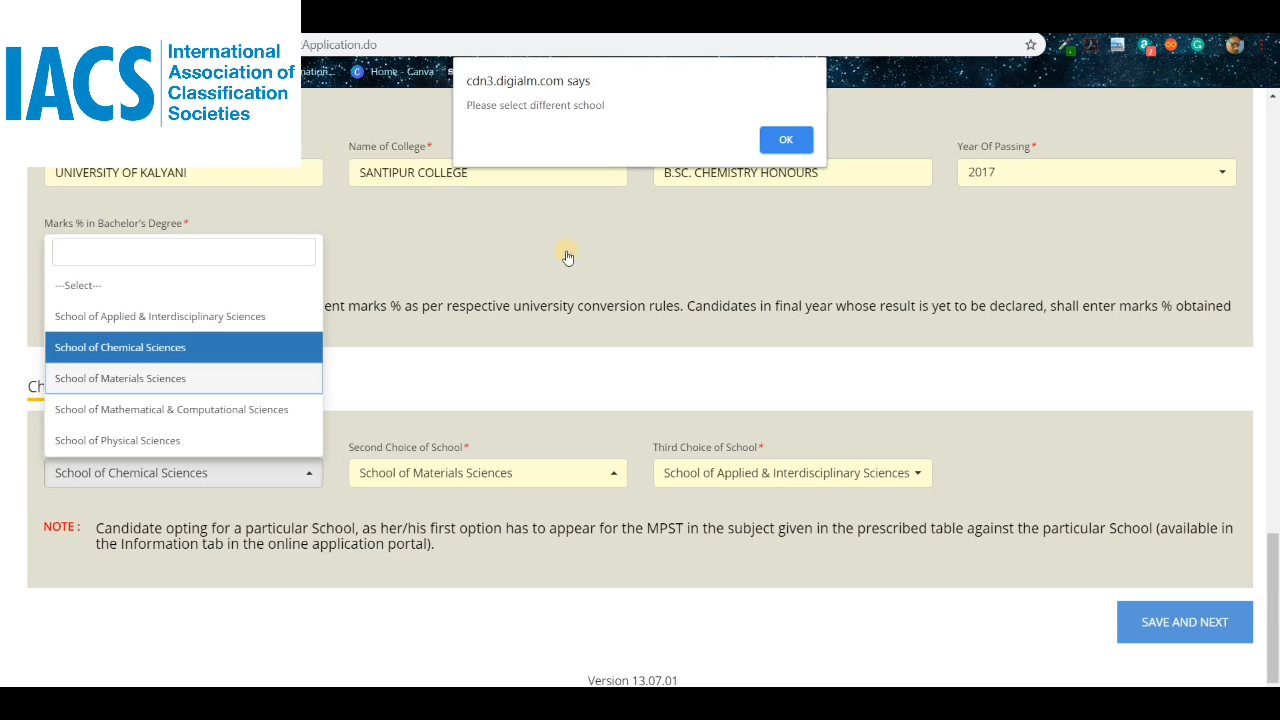 IACS
International
Association of
Classification
Societies
Application.do
Home - Canva
cdn3.digialm.com says
Please select different school
OK
Name of College*
Year Of Passing*
UNIVERSITY OF KALYANI
SANTIPUR COLLEGE
B.SC. CHEMISTRY HONOURS
2017
Marks % in Bachelor's Degree*
---Select---
School of Applied & Interdisciplinary Sciences
School of Chemical Sciences
School of Materials Sciences
School of Mathematical & Computational Sciences
School of Physical Sciences
ent marks % as per respective university conversion rules. Candidates in final year whose result is yet to be declared, shall enter marks % obtained
Ch
Second Choice of School*
Third Choice of School*
School of Chemical Sciences
School of Materials Sciences
School of Applied & Interdisciplinary Sciences
NOTE : Candidate opting for a particular School, as her/his first option has to appear for the MPST in the subject given in the prescribed table against the particular School (available in
the Information tab in the online application portal).
SAVE AND NEXT
Version 13.07.01